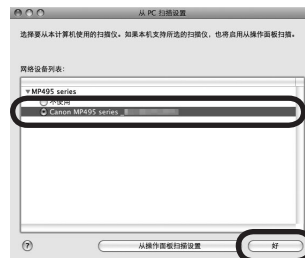 从 PC 扫描设置
选择要从本计算机使用的扫描仪。如果本机支持所选的扫描仪，也将启用从操作面板扫描。
网络设备列表:
▼MP495 series
不使用
Canon MP495 series _
? 从操作面板扫描设置 好